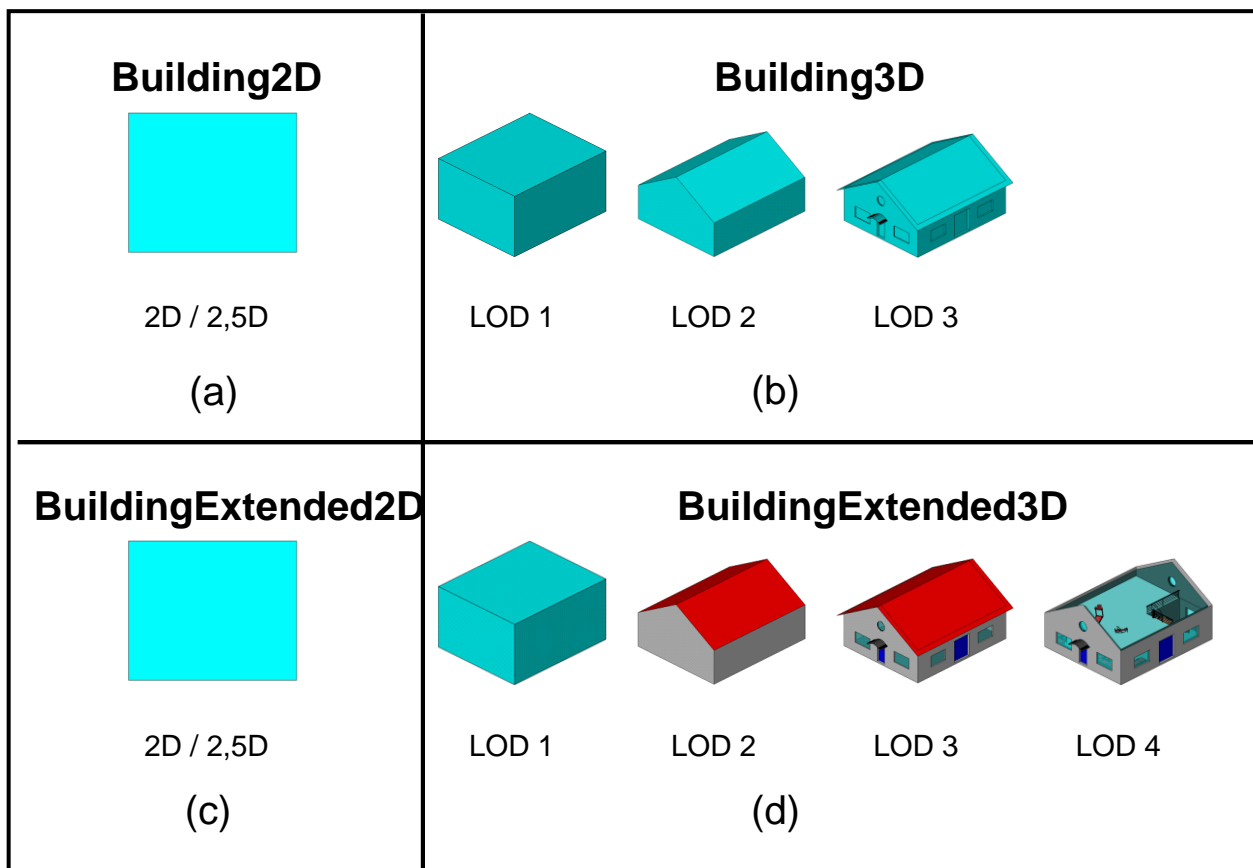 Building2D
Building3D
2D / 2,5D
LOD 1
LOD 2
LOD 3
(a)
(b)
BuildingExtended2D
BuildingExtended3D
2D / 2,5D
LOD 1
LOD 2
LOD 3
LOD 4
(c)
(d)